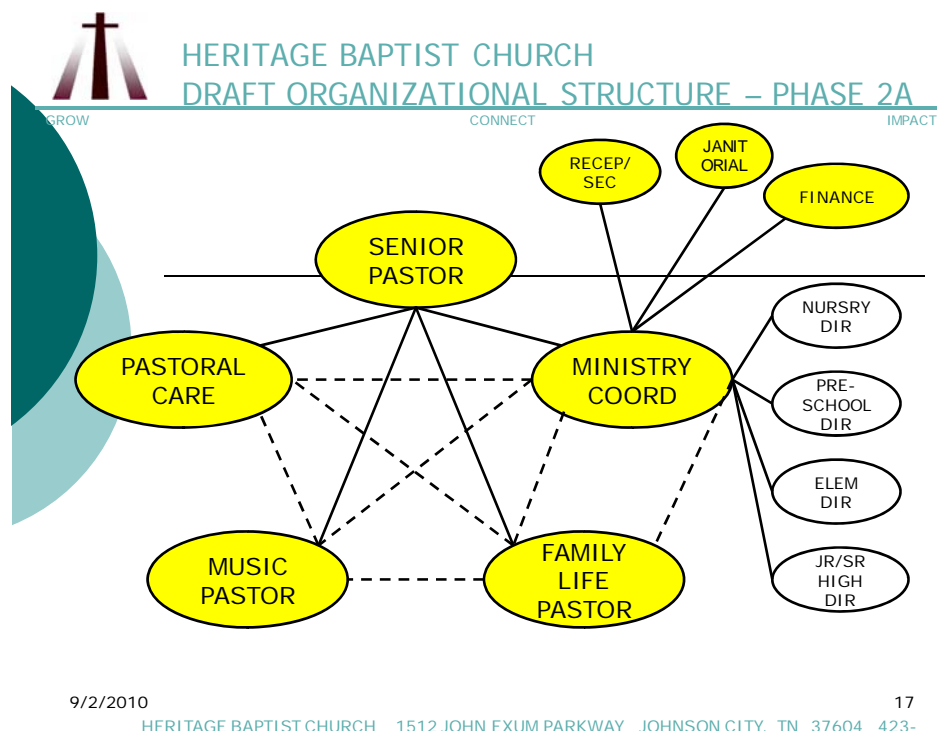 HERITAGE BAPTIST CHURCH
DRAFT ORGANIZATIONAL STRUCTURE – PHASE 2A
GROW
CONNECT
IMPACT
RECEP/
SEC
JANIT
ORIAL
FINANCE
SENIOR
PASTOR
NURSRY
DIR
PASTORAL
CARE
MINISTRY
COORD
PRE-
SCHOOL
DIR
ELEM
DIR
MUSIC
PASTOR
FAMILY
LIFE
PASTOR
JR/SR
HIGH
DIR
9/2/2010
17
HERITAGE BAPTIST CHURCH 1512 JOHN EXUM PARKWAY JOHNSON CITY, TN 37604 423-